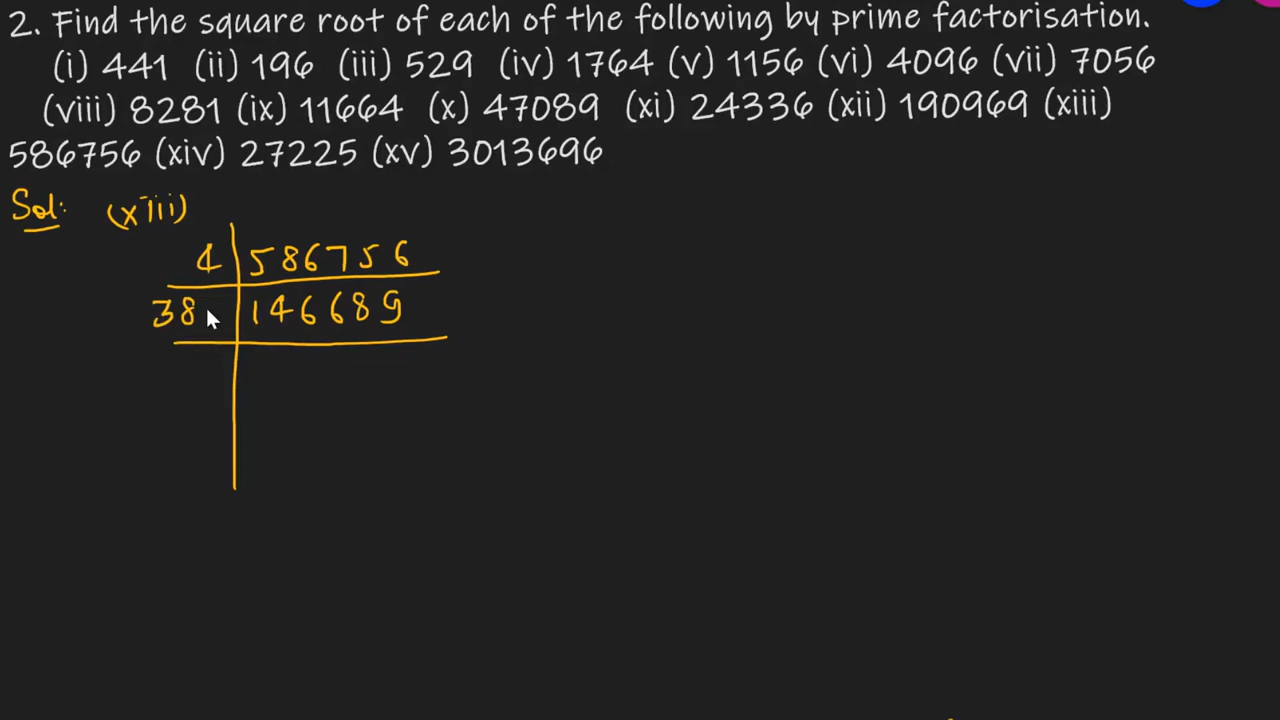 2. Find the square root of each of the following by prime factorisation.
(i) 441 (ii) 196 (iii) 529 (iv) 1764 (v) 1156 (vi) 4096 (vii) 7056
(viii) 8281 (ix) 11664 (x) 47089 (xi) 24336 (xii) 190969 (xiii)
586756 (xiv) 27225 (xv) 3013696
Sol: (xiii)
4 586756
38 146689